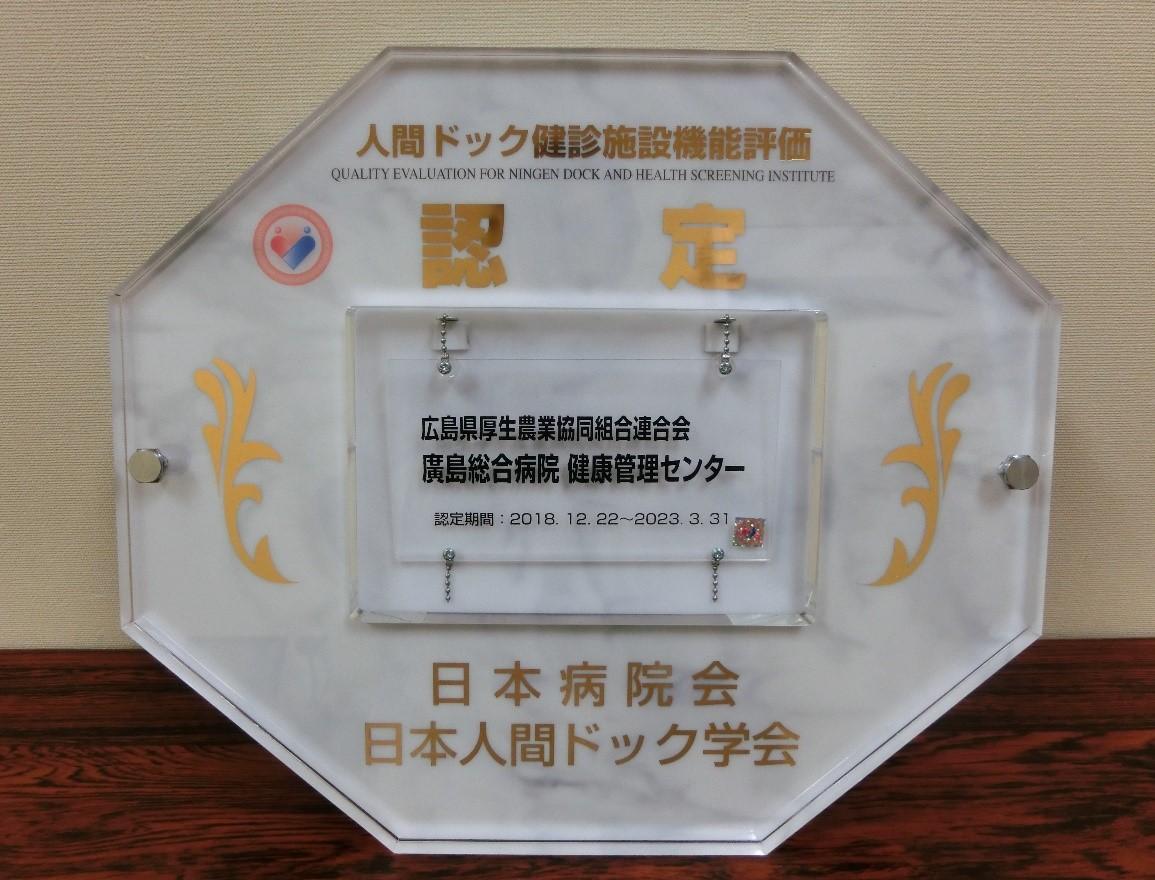 人間ドック健診施設機能評価
QUALITY EVALUATION FOR NINGEN DOCK AND HEALTH SCREENING INSTITUTE
認 定
広島県厚生農業協同組合連合会
廣島総合病院 健康管理センター
認定期間：2018. 12. 22～2023. 3. 31
日本病院会
日本人間ドック学会